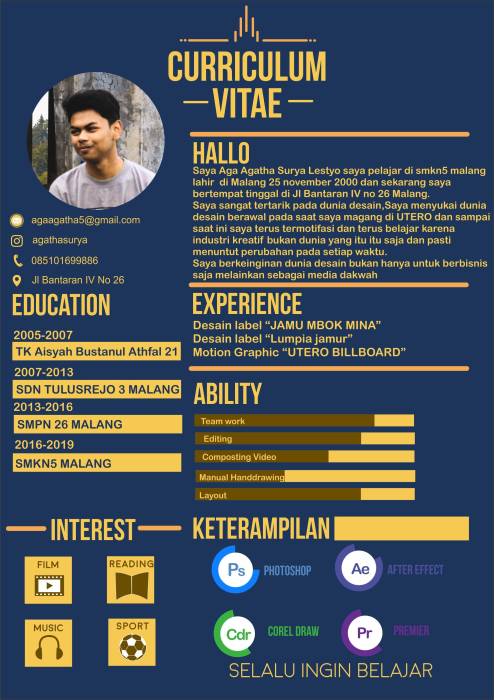 CURRICULUM
VITAE
HALLO
Saya Aga Agatha Surya Lestyo saya pelajar di smkn5 malang
lahir di Malang 25 november 2000 dan sekarang saya
bertempat tinggal di Jl Bantaran IV no 26 Malang.
Saya sangat tertarik pada dunia desain,Saya menyukai dunia
desain berawal pada saat saya magang di UTERO dan sampai
saat ini saya terus termotifasi dan terus belajar karena
industri kreatif bukan dunia yang itu itu saja dan pasti
menuntut perubahan pada setiap waktu.
Saya berkeinginan dunia desain bukan hanya untuk berbisnis
saja melainkan sebagai media dakwah
agaagatha5@gmail.com
agathasurya
085101699886
Jl Bantaran IV No 26
EDUCATION
2005-2007
TK Aisyah Bustanul Athfal 21
2007-2013
SDN TULUSREJO 3 MALANG
2013-2016
SMPN 26 MALANG
2016-2019
SMKN5 MALANG
EXPERIENCE
Desain label “JAMU MBOK MINA”
Desain label “Lumpia jamur”
Motion Graphic “UTERO BILLBOARD”
ABILITY
Team work
Editing
Composting Video
Manual Handdrawing
Layout
INTEREST
FILM
READING
MUSIC
SPORT
KETERAMPILAN
Ps PHOTOSHOP
Ae AFTER EFFECT
Cdr COREL DRAW
Pr PREMIER
SELALU INGIN BELAJAR